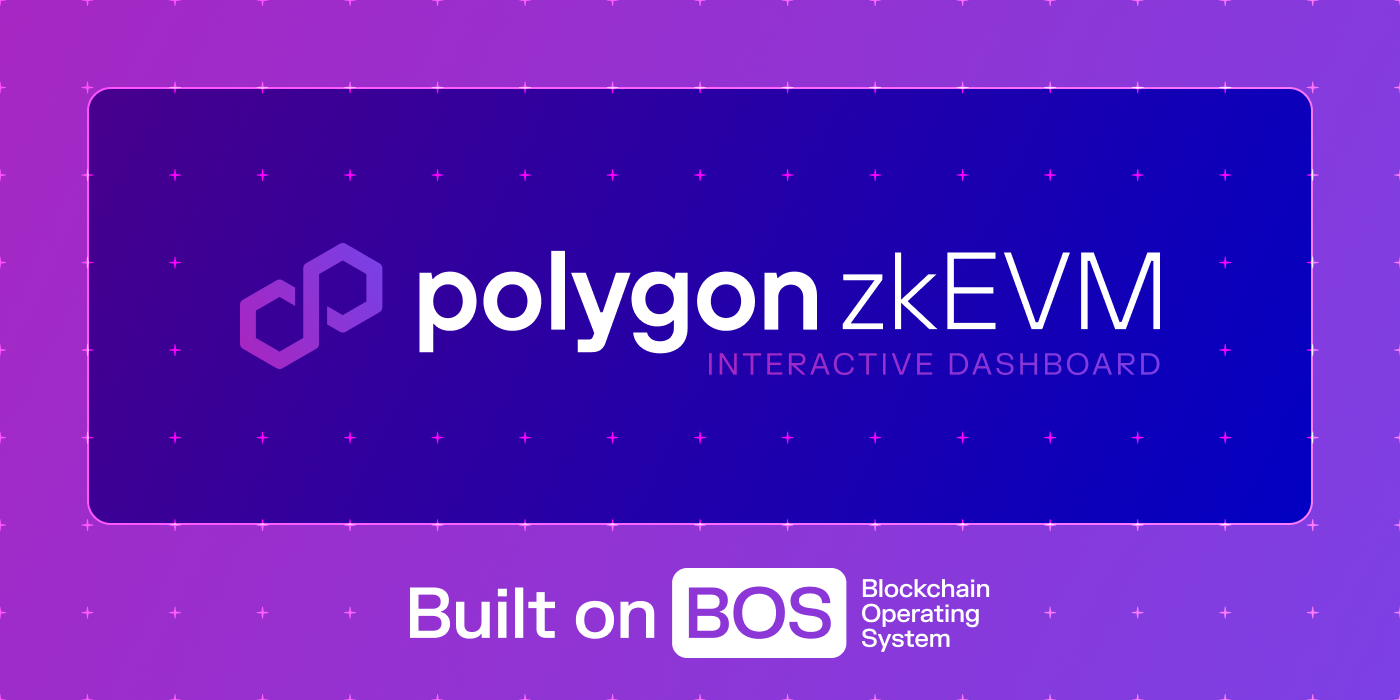 polygon zkEVM
INTERACTIVE DASHBOARD
Built on BOS
Blockchain
Operating
System